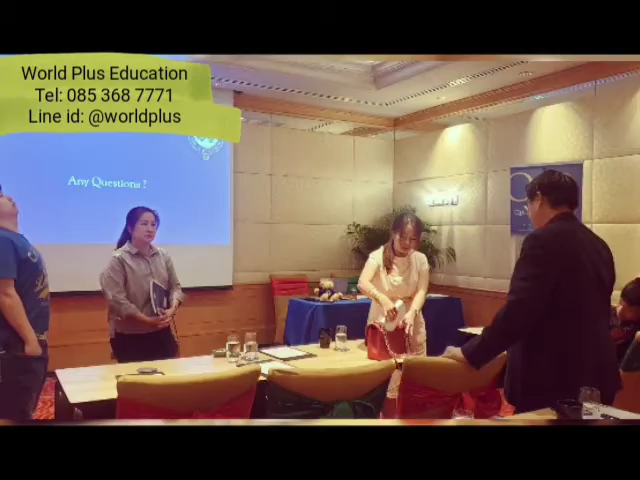 World Plus Education
Tel: 085 368 7771
Line id: @worldplus
Any Questions ?